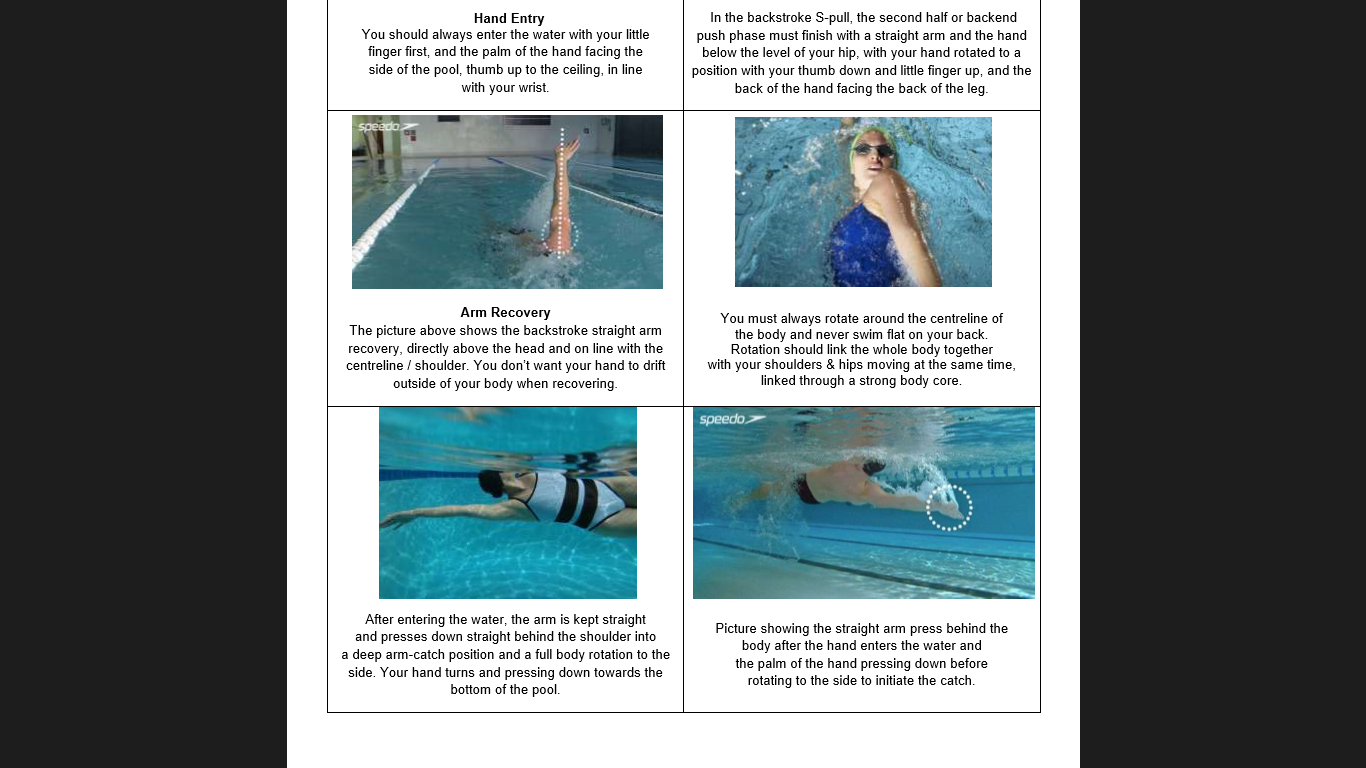 Hand Entry
You should always enter the water with your little
finger first, and the palm of the hand facing the
side of the pool, thumb up to the ceiling, in line
with your wrist.
In the backstroke S-pull, the second half or backend
push phase must finish with a straight arm and the hand
below the level of your hip, with your hand rotated to a
position with your thumb down and little finger up, and the
back of the hand facing the back of the leg.
speedo
Arm Recovery
The picture above shows the backstroke straight arm
recovery, directly above the head and on line with the
centreline / shoulder. You don't want your hand to drift
outside of your body when recovering.
You must always rotate around the centreline of
the body and never swim flat on your back.
Rotation should link the whole body together
with your shoulders & hips moving at the same time,
linked through a strong body core.
After entering the water, the arm is kept straight
and presses down straight behind the shoulder into
a deep arm-catch position and a full body rotation to the
side. Your hand turns and pressing down towards the
bottom of the pool.
speedo
Picture showing the straight arm press behind the
body after the hand enters the water and
the palm of the hand pressing down before
rotating to the side to initiate the catch.